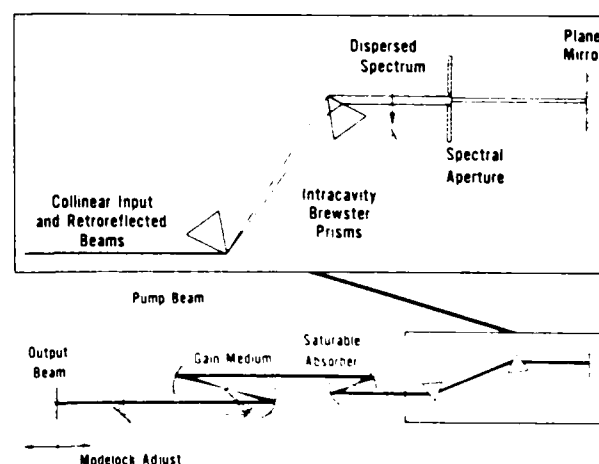 Dispersed
Spectrum
Plane
Mirro
Spectral
Aperture
Collinear Input
and Retroreflected
Beams
Intracavity
Brewster
Prisms
Pump Beam
Output
Beam
Gain Medium
Saturable
Absorber
Modelock Adjust